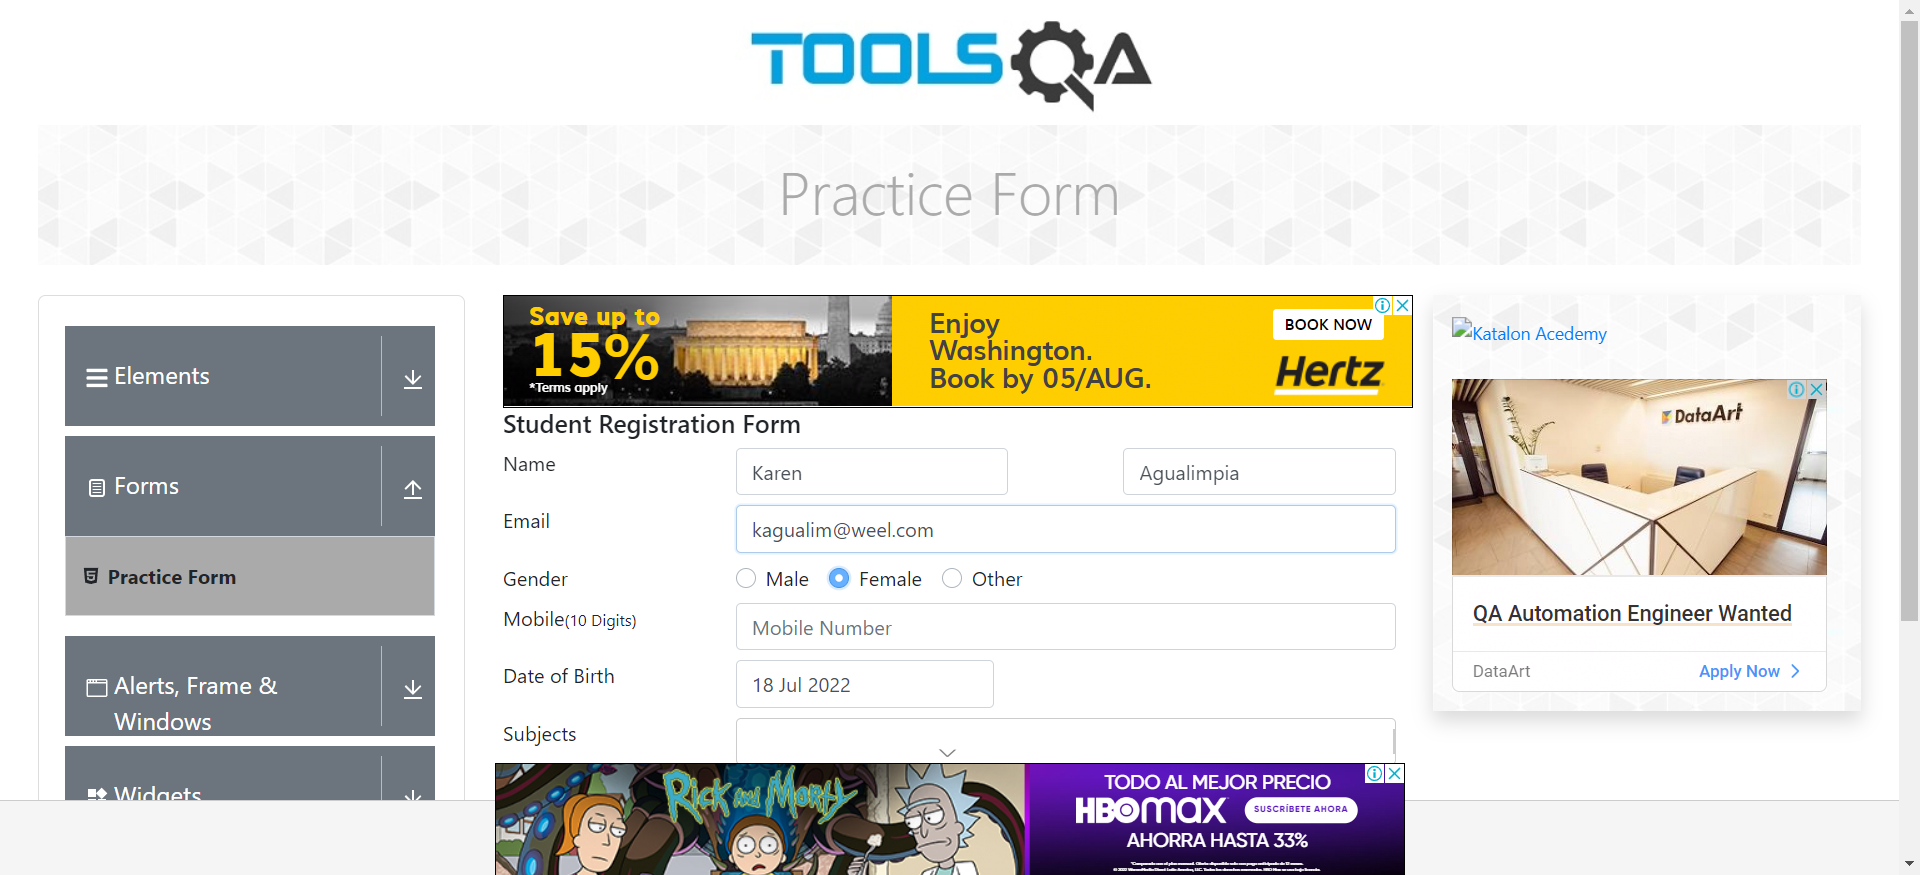 TOOLSQA
Practice Form
Elements
Forms
Practice Form
Alerts, Frame &
Windows
Widgets
Save up to
15%
*Terms apply
Enjoy
Washington.
Book by 05/AUG.
BOOK NOW
Hertz
Student Registration Form
Name
Karen
Agualimpia
Email
kagualim@weel.com
Gender
Male
Female
Other
Mobile(10 Digits)
Mobile Number
Date of Birth
18 Jul 2022
Subjects
Rick and Morty
TODO AL MEJOR PRECIO
HBOMAX
SUSCRÍBETE AHORA
AHORRA HASTA 33%
Katalon Acedemy
DataArt
QA Automation Engineer Wanted
DataArt
Apply Now